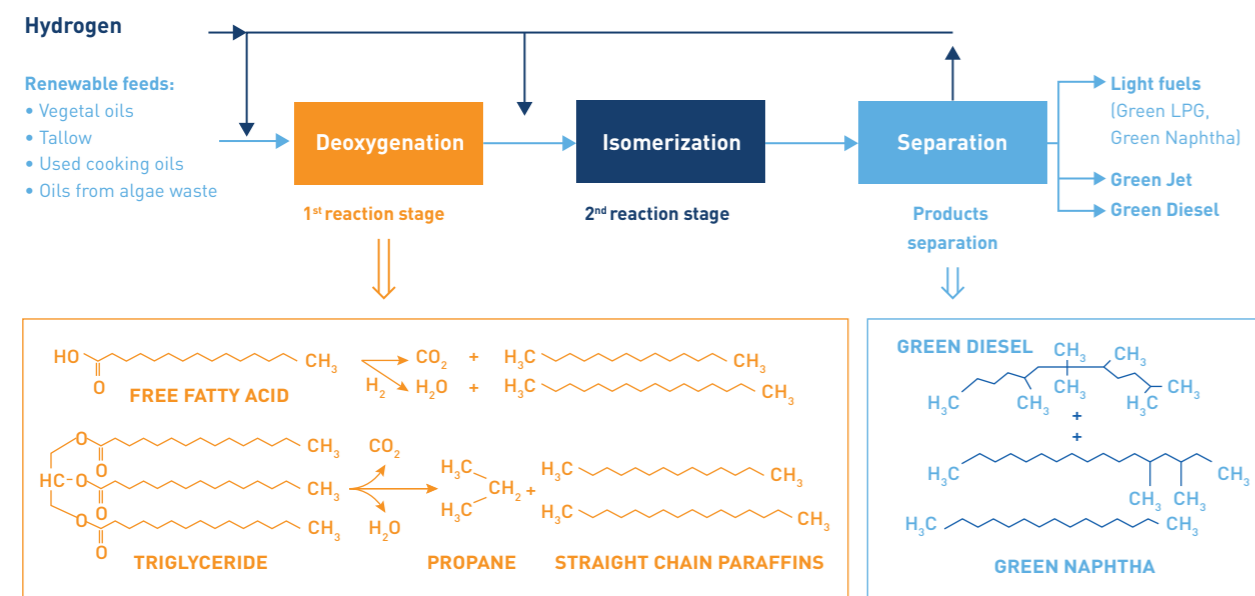 Hydrogen
Renewable feeds:
• Vegetal oils
• Tallow
• Used cooking oils
• Oils from algae waste
Deoxygenation
1st reaction stage
Isomerization
2nd reaction stage
Separation
Products
separation
Light fuels
(Green LPG,
Green Naphtha)
Green Jet
Green Diesel
HO
O
CH3
FREE FATTY ACID
H2
CO2 + H3C CH3
H2O + H3C CH3
O
O
CH3
HC-O
O
CH3
O
O
CH3
TRIGLYCERIDE
CO2
H2O
H3C
CH2
H3C
+
PROPANE
H3C CH3
H3C CH3
STRAIGHT CHAIN PARAFFINS
GREEN DIESEL
CH3
CH3
CH3
CH3
H3C
CH3
H3C
+
+
H3C
CH3
CH3
CH3
H3C CH3
GREEN NAPHTHA